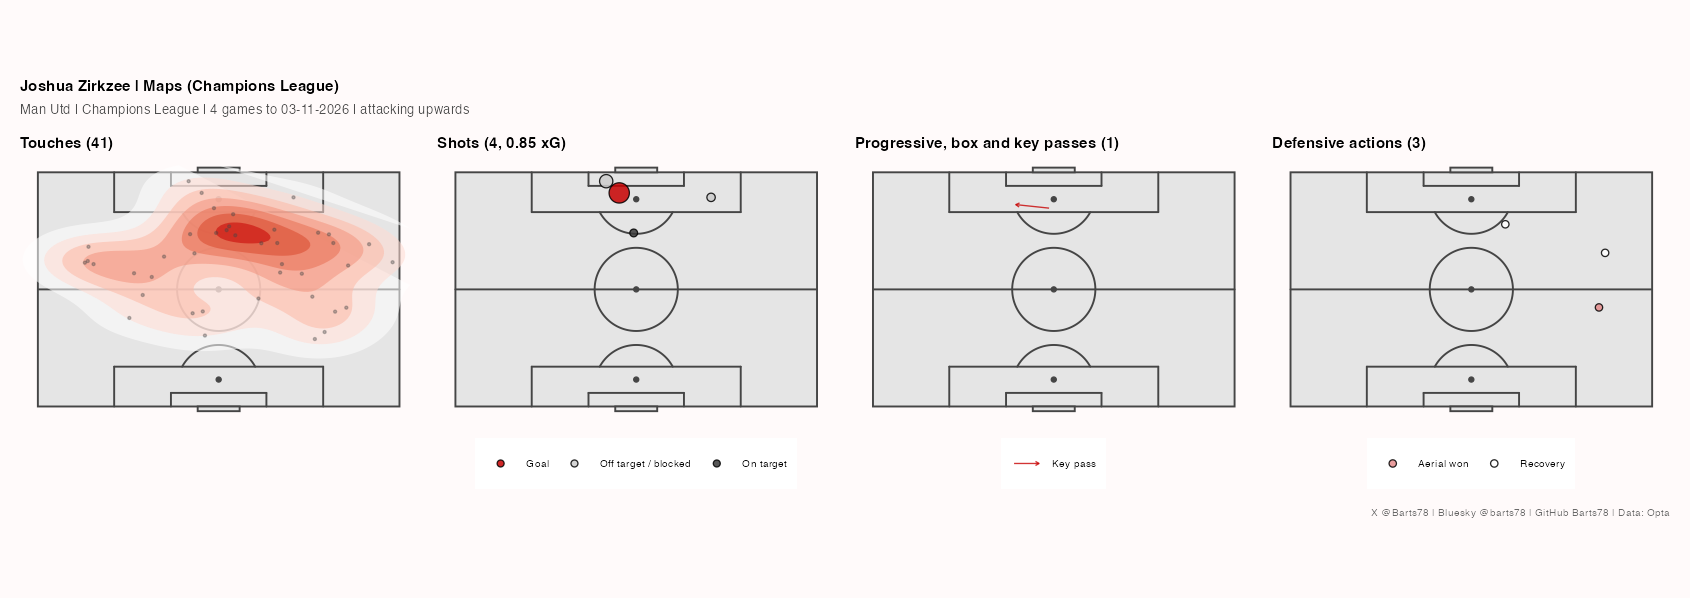 Joshua Zirkzee | Maps (Champions League)
Man Utd | Champions League | 4 games to 03-11-2026 | attacking upwards
Touches (41)
Shots (4, 0.85 xG)
Progressive, box and key passes (1)
Defensive actions (3)
Goal
Off target / blocked
On target
Key pass
Aerial won
Recovery
X @Barts78 | Bluesky @barts78 | GitHub Barts78 | Data: Opta